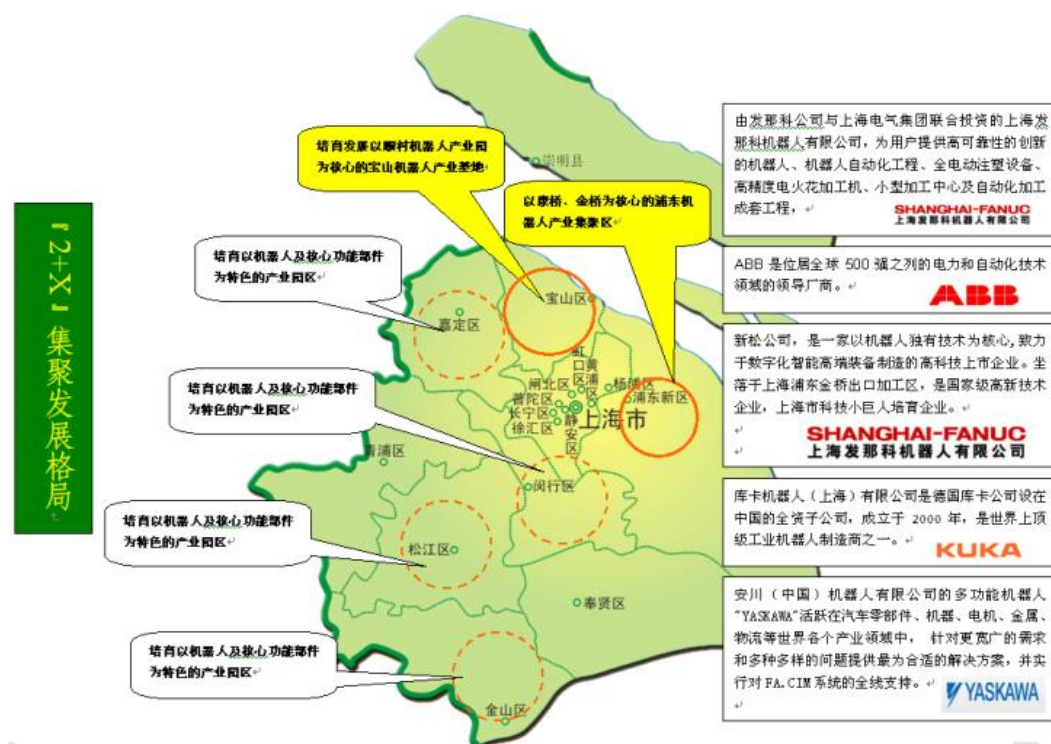 『2+X』集聚发展格局
培育发展以顾村机器人产业园
为核心的宝山机器人产业基地
以康桥、金桥为核心的浦东机
器人产业集聚区
培育以机器人及核心功能部件
为特色的产业园区
培育以机器人及核心功能部件
为特色的产业园区
培育以机器人及核心功能部件
为特色的产业园区
培育以机器人及核心功能部件
为特色的产业园区
崇明县
宝山区
嘉定区
虹口区
黄浦区
闸北区
杨浦区
普陀区
浦东新区
长宁区
上海市
徐汇区
静安区
青浦区
闵行区
松江区
奉贤区
金山区
由发那科公司与上海电气集团联合投资的上海发
那科机器人有限公司，为用户提供高可靠性的创新
的机器人、机器人自动化工程、全电动注塑设备、
高精度电火花加工机、小型加工中心及自动化加工
成套工程，
SHANGHAI-FANUC
上海发那科机器人有限公司
ABB 是位居全球 500 强之列的电力和自动化技术
领域的领导厂商。
ABB
新松公司，是一家以机器人独有技术为核心,致力
于数字化智能高端装备制造的高科技上市企业。坐
落于上海浦东金桥出口加工区，是国家级高新技术
企业，上海市科技小巨人培育企业。
SHANGHAI-FANUC
上海发那科机器人有限公司
库卡机器人（上海）有限公司是德国库卡公司设在
中国的全资子公司，成立于 2000 年，是世界上顶
级工业机器人制造商之一。
KUKA
安川（中国）机器人有限公司的多功能机器人
"YASKAWA"活跃在汽车零部件、机器、电机、金属、
物流等世界各个产业领域中， 针对更宽广的需求
和多种多样的问题提供最为合适的解决方案，并实
行对 FA.CIM 系统的全线支持。
YASKAWA